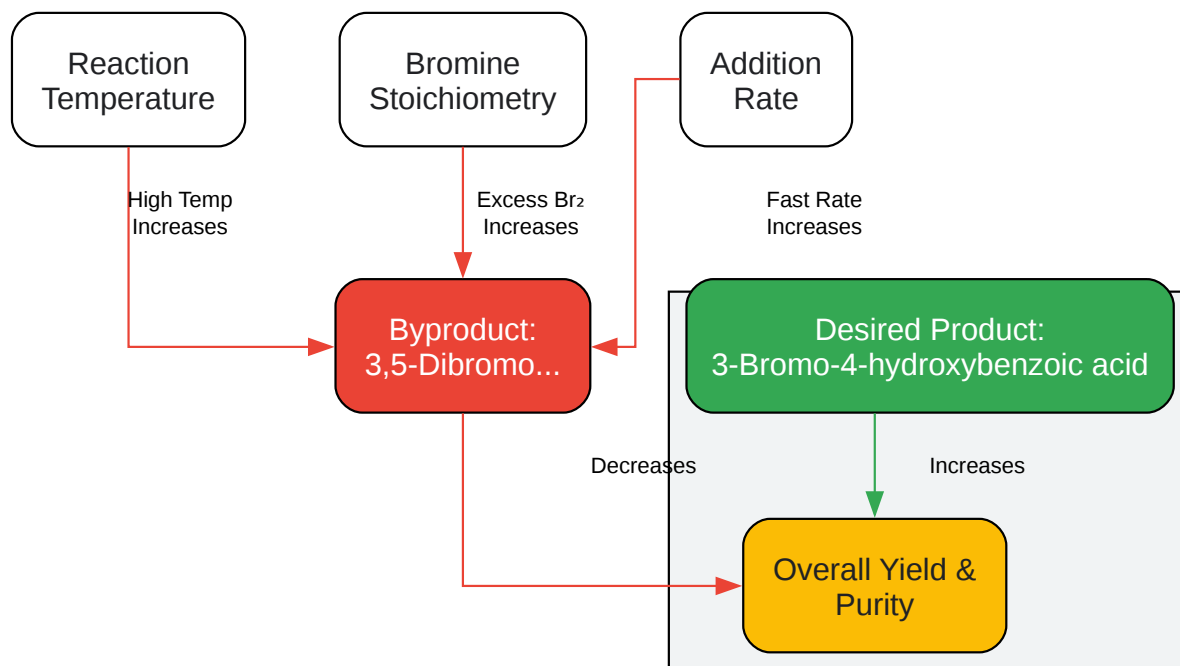 Reaction
Temperature
Bromine
Stoichiometry
Addition
Rate
High Temp
Increases
Excess Br₂
Increases
Fast Rate
Increases
Byproduct:
3,5-Dibromo...
Desired Product:
3-Bromo-4-hydroxybenzoic acid
Decreases
Increases
Overall Yield &
Purity